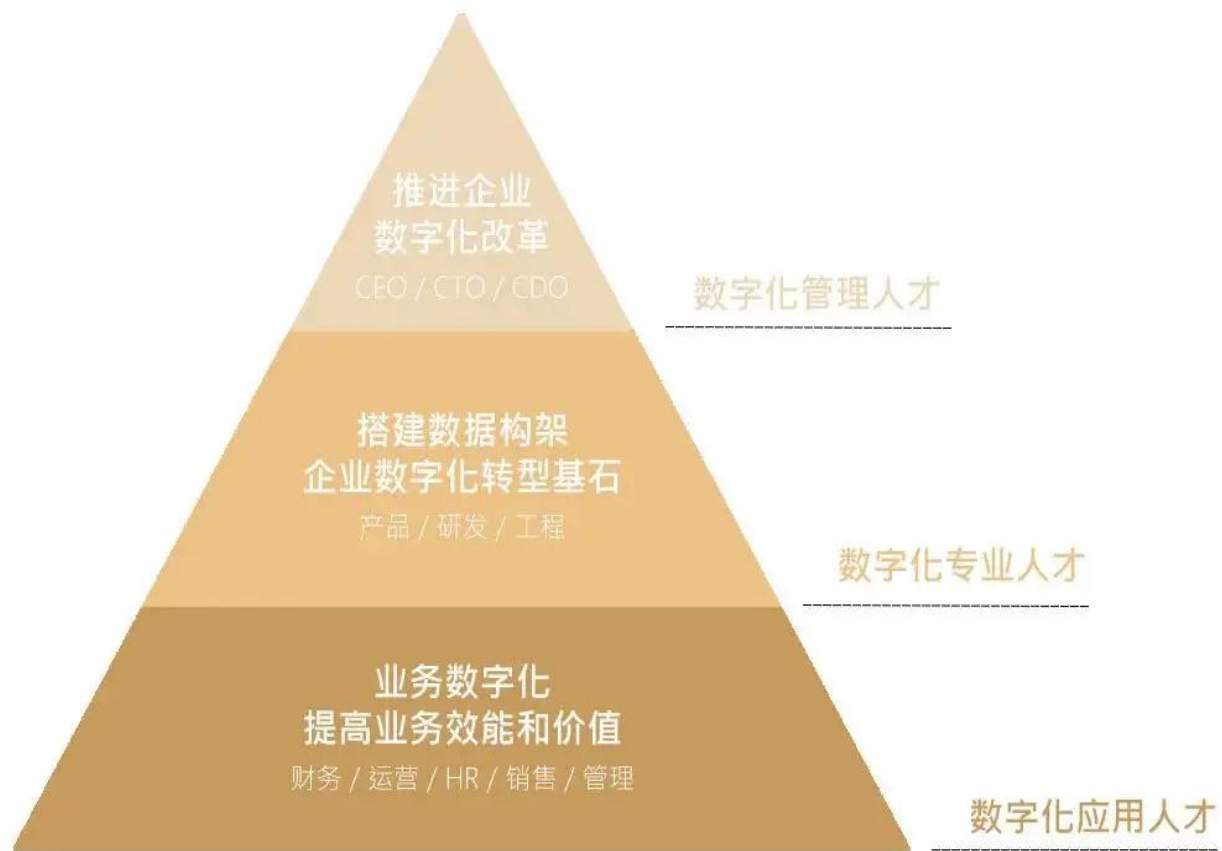 推进企业
数字化改革
CEO / CTO / CDO
数字化管理人才
搭建数据构架
企业数字化转型基石
产品 / 研发 / 工程
数字化专业人才
业务数字化
提高业务效能和价值
财务 / 运营 / HR / 销售 / 管理
数字化应用人才